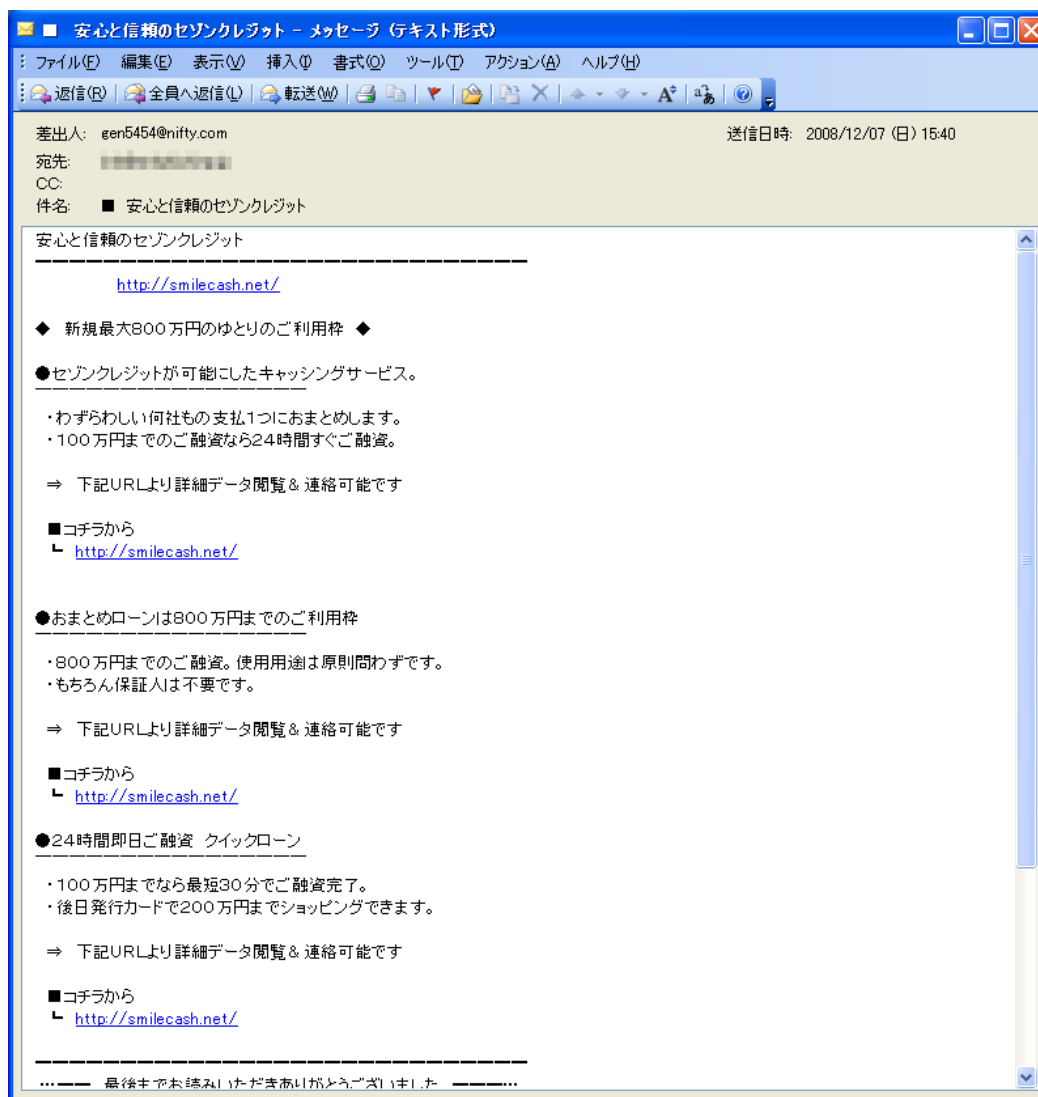 ■ 安心と信頼のセゾンクレジット - メッセージ (テキスト形式)
ファイル(F) 編集(E) 表示(V) 挿入(I) 書式(O) ツール(T) アクション(A) ヘルプ(H)
返信(R) 全員へ返信(L) 転送(W)
差出人: gen5454@nifty.com 送信日時: 2008/12/07 (日) 15:40
宛先:
CC:
件名: ■ 安心と信頼のセゾンクレジット
安心と信頼のセゾンクレジット
http://smilecash.net/
◆ 新規最大800万円のゆとりのご利用枠 ◆
●セゾンクレジットが可能にしたキャッシングサービス。
・わずらわしい何社もの支払1つにおまとめします。
・100万円までのご融資なら24時間すぐご融資。
⇒ 下記URLより詳細データ閲覧&連絡可能です
■コチラから
┗ http://smilecash.net/
●おまとめローンは800万円までのご利用枠
・800万円までのご融資。使用用途は原則問わずです。
・もちろん保証人は不要です。
⇒ 下記URLより詳細データ閲覧&連絡可能です
■コチラから
┗ http://smilecash.net/
●24時間即日ご融資 クイックローン
・100万円までなら最短30分でご融資完了。
・後日発行カードで200万円までショッピングできます。
⇒ 下記URLより詳細データ閲覧&連絡可能です
■コチラから
┗ http://smilecash.net/
…―― 最後までお読みいただきありがとうございました ―――…